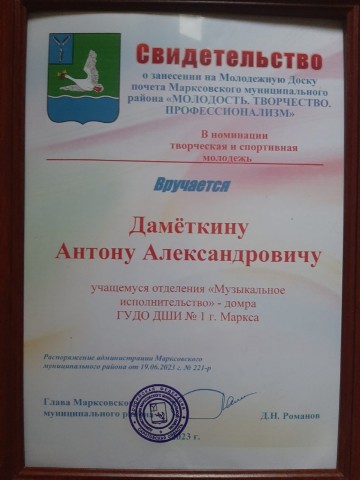 Свидетельство
о занесении на Молодежную Доску
почета Марксовского муниципального
района «МОЛОДОСТЬ. ТВОРЧЕСТВО.
ПРОФЕССИОНАЛИЗМ»
В номинации
творческая и спортивная
молодежь
Вручается
Дамёткину
Антону Александровичу
учащемуся отделения «Музыкальное
исполнительство» - домра
ГУДО ДШИ № 1 г. Маркса
Распоряжение администрации Марксовского
муниципального района от 19.06.2023 г. № 221-р
Глава Марксовского
муниципального района
Д.Н. Романов
2023 г.